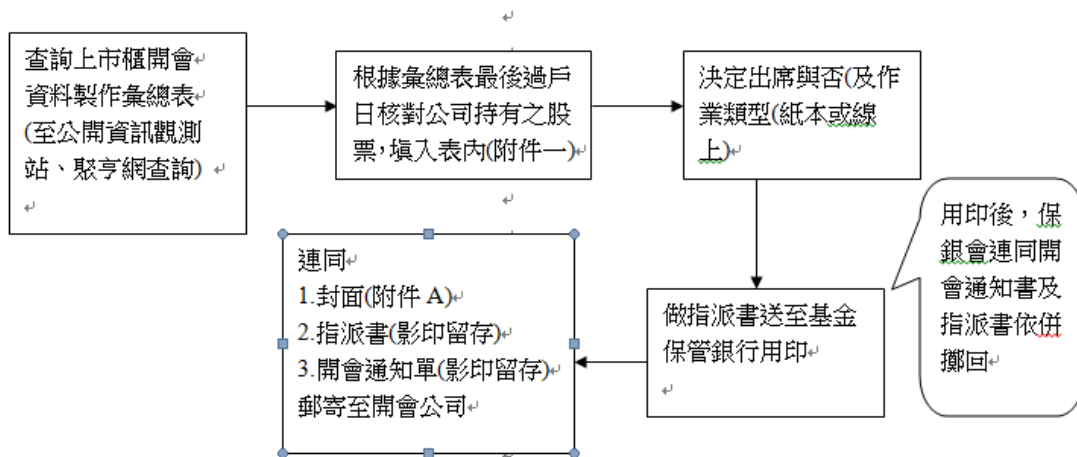 查詢上市櫃開會
資料製作彙總表
(至公開資訊觀測
站、聚亨網查詢)
根據彙總表最後過戶
日核對公司持有之股
票,填入表內(附件一)
決定出席與否(及作
業類型(紙本或線
上)
用印後，保
銀會連同開
會通知書及
指派書依併
擲回
做指派書送至基金
保管銀行用印
連同
1.封面(附件 A)
2.指派書(影印留存)
3.開會通知單(影印留存)
郵寄至開會公司